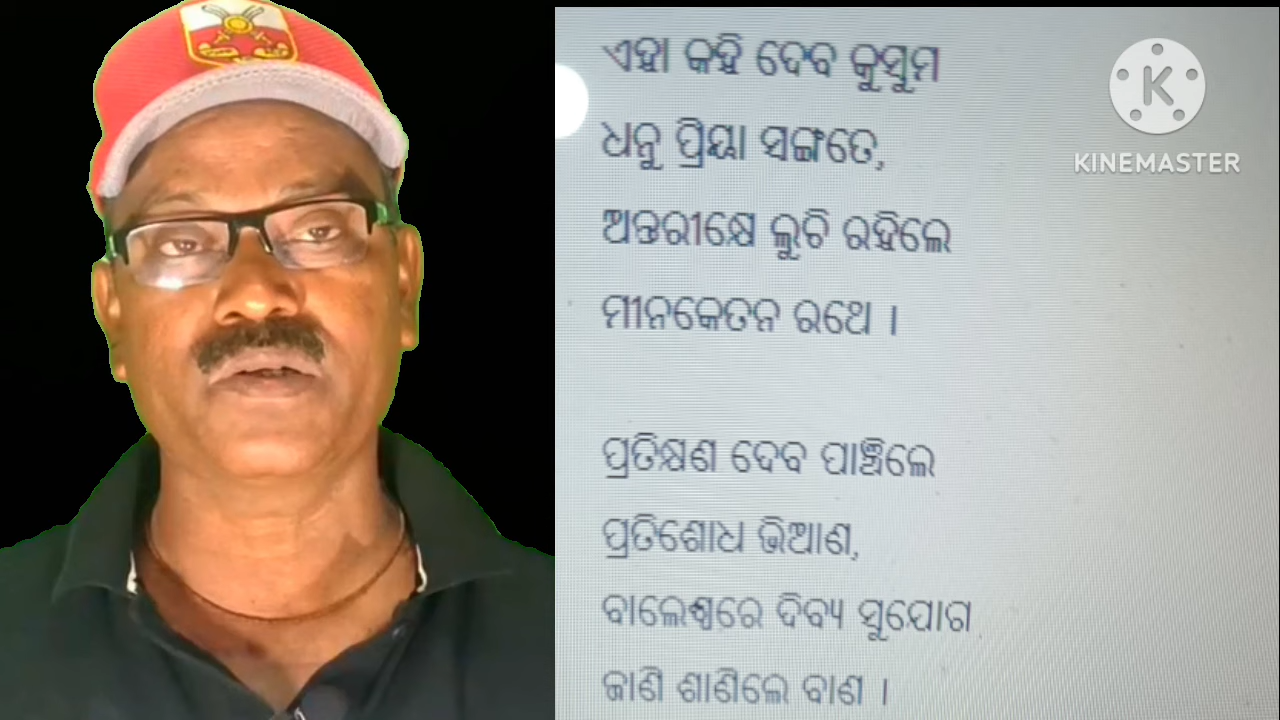 ଏହା କହି ଦେବ କୁସୁମ
ଧନୁ ପ୍ରିୟା ସଙ୍ଗତେ,
ଅନ୍ତରୀକ୍ଷେ ଲୁଚି ରହିଲେ
ମୀନକେତନ ରଥେ ।
ପ୍ରତିକ୍ଷଣ ଦେବ ପାଞ୍ଚିଲେ
ପ୍ରତିଶୋଧ ଭିଆଣ,
ବାଲେଶ୍ୱରେ ଦିବ୍ୟ ସୁଯୋଗ
ଜାଣି ଶାଣିଲେ ବାଣ ।
K
KINEMASTER